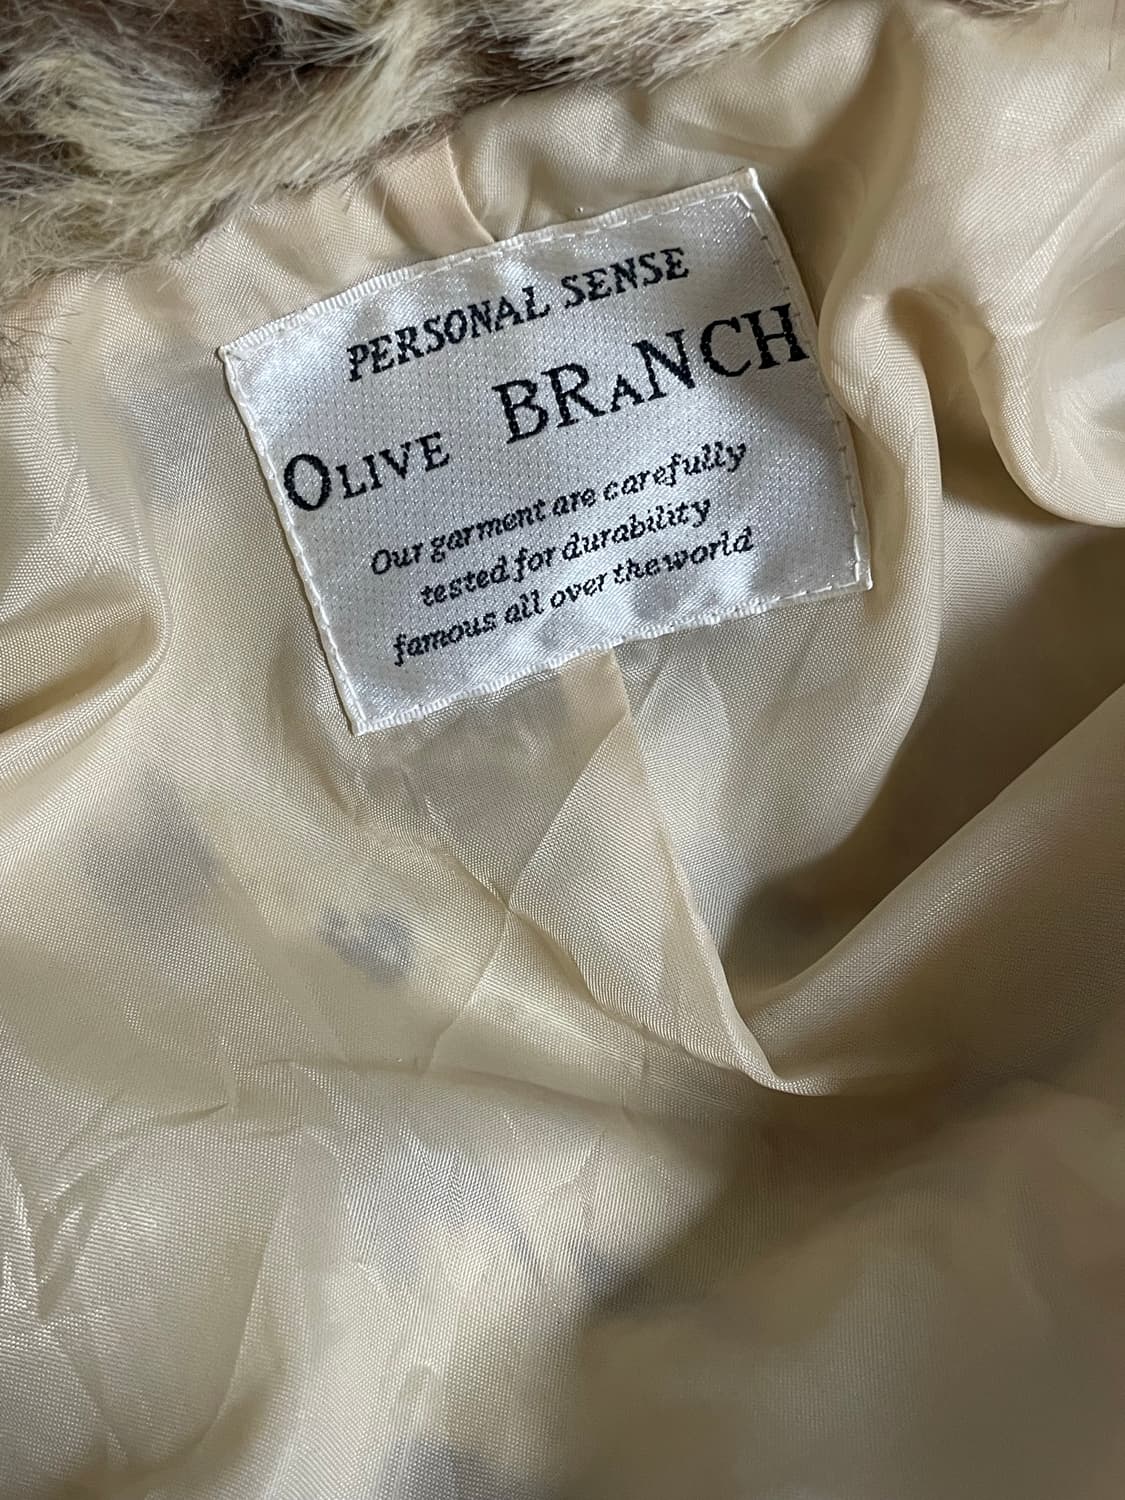 PERSONAL SENSE
OLIVE BRaNCH
Our garment are carefully
tested for durability
famous all over the world